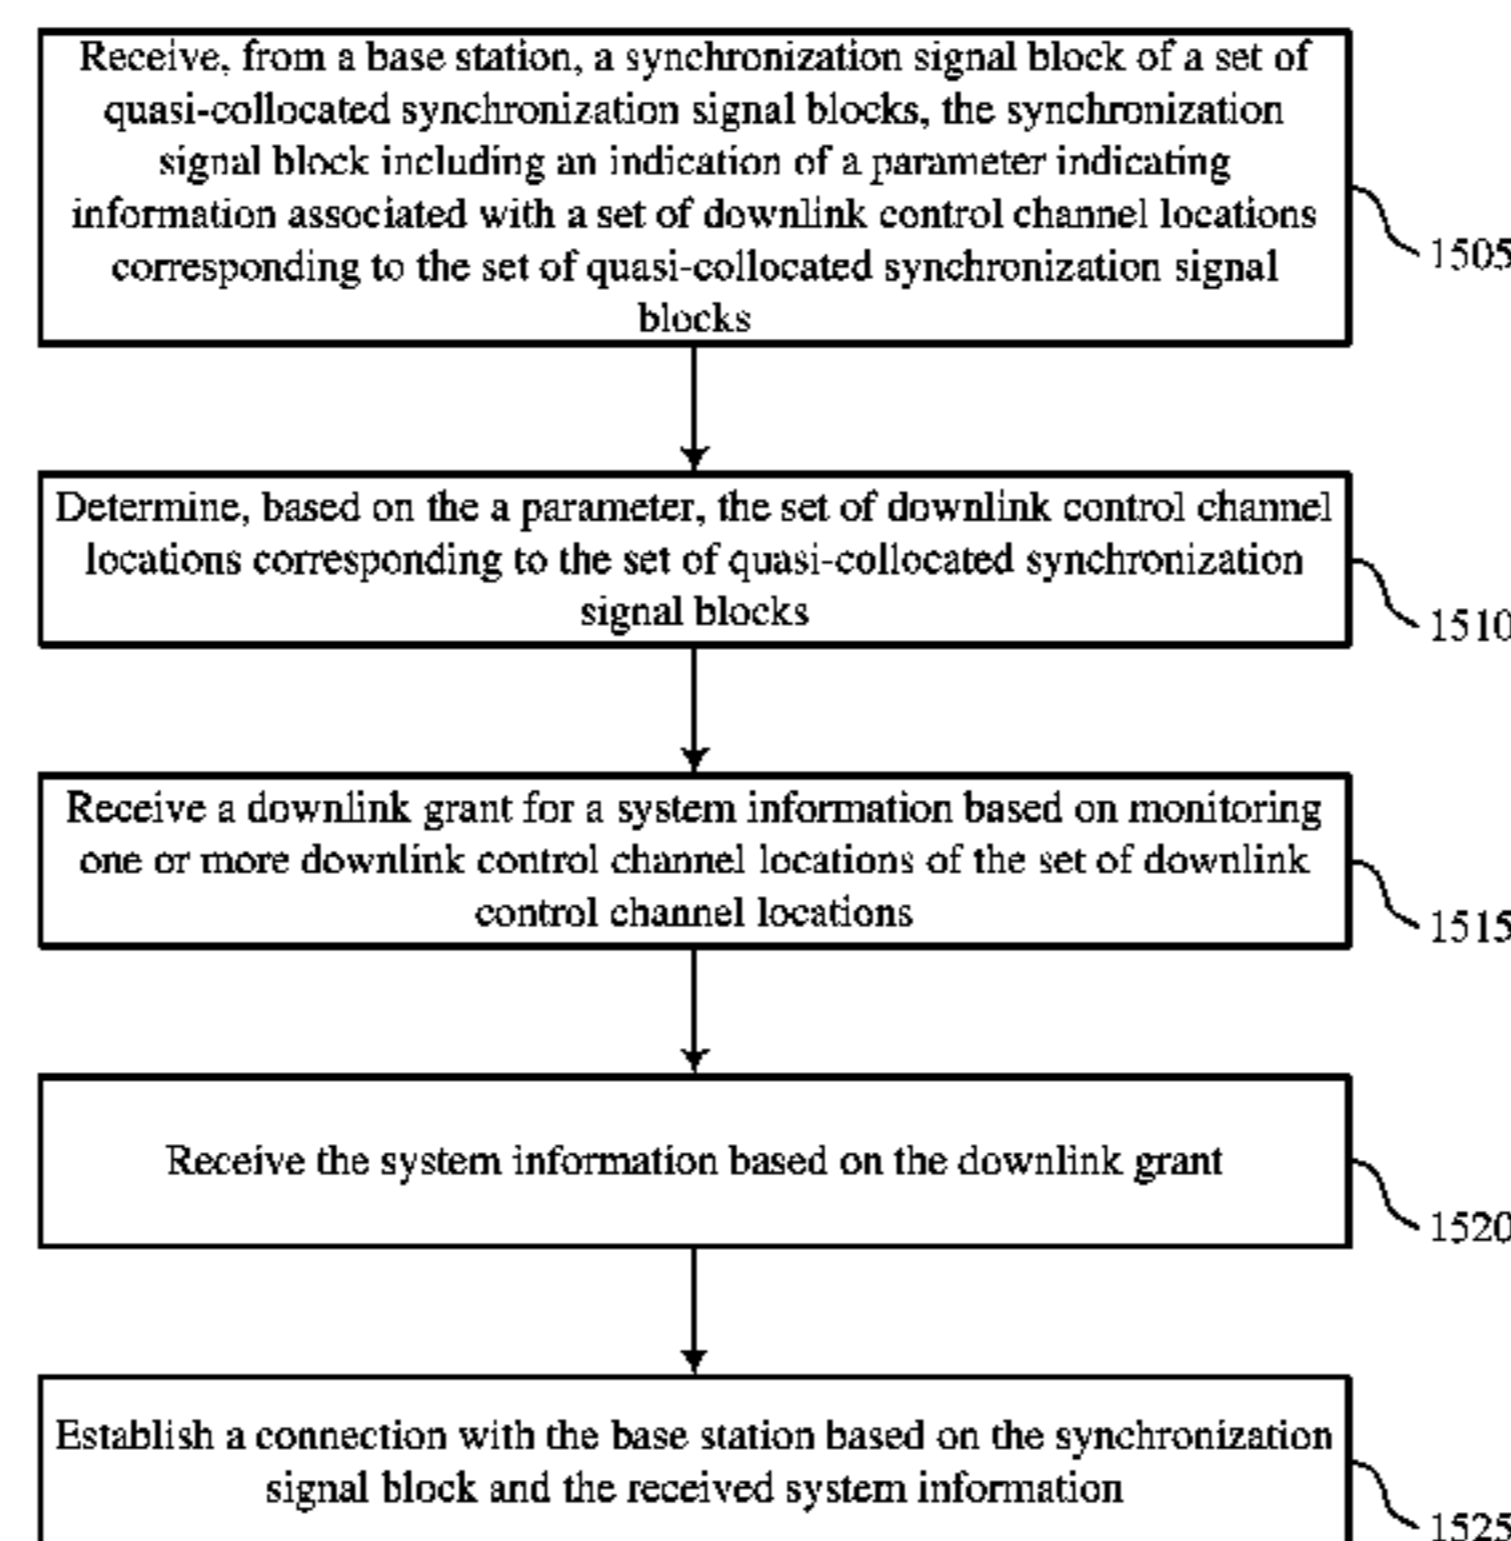 Receive, from a base station, a synchronization signal block of a set of
quasi-collocated synchronization signal blocks, the synchronization
signal block including an indication of a parameter indicating
information associated with a set of downlink control channel locations
corresponding to the set of quasi-collocated synchronization signal
blocks
1505
Determine, based on the a parameter, the set of downlink control channel
locations corresponding to the set of quasi-collocated synchronization
signal blocks
1510
Receive a downlink grant for a system information based on monitoring
one or more downlink control channel locations of the set of downlink
control channel locations
1515
Receive the system information based on the downlink grant
1520
Establish a connection with the base station based on the synchronization
signal block and the received system information
1525